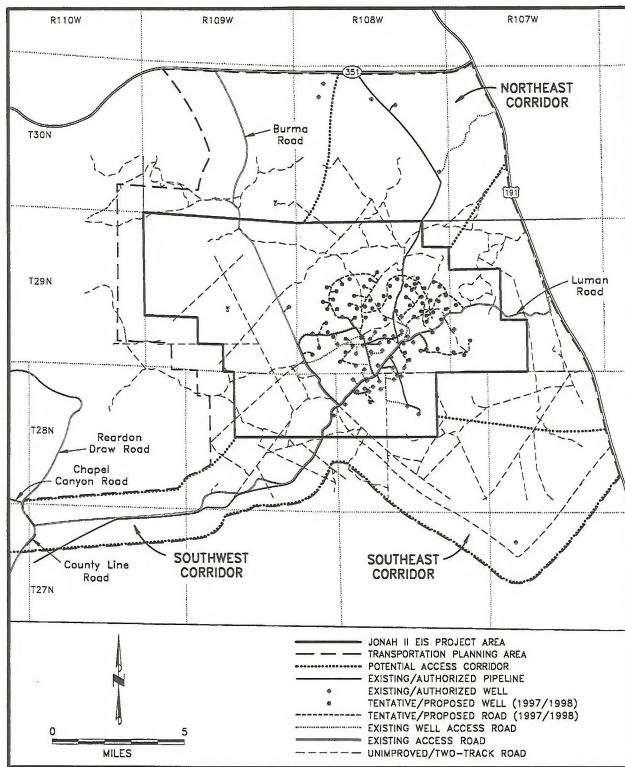 R110W R109W R108W R107W
351
NORTHEAST
CORRIDOR
T30N
Burma
Road
191
T29N
Luman
Road
T28N
Reardon
Draw Road
Chapel
Canyon Road
SOUTHWEST
CORRIDOR
SOUTHEAST
CORRIDOR
County Line
Road
T27N
N
0 5
MILES
JONAH II EIS PROJECT AREA
TRANSPORTATION PLANNING AREA
POTENTIAL ACCESS CORRIDOR
EXISTING/AUTHORIZED PIPELINE
EXISTING/AUTHORIZED WELL
TENTATIVE/PROPOSED WELL (1997/1998)
TENTATIVE/PROPOSED ROAD (1997/1998)
EXISTING WELL ACCESS ROAD
EXISTING ACCESS ROAD
UNIMPROVED/TWO-TRACK ROAD